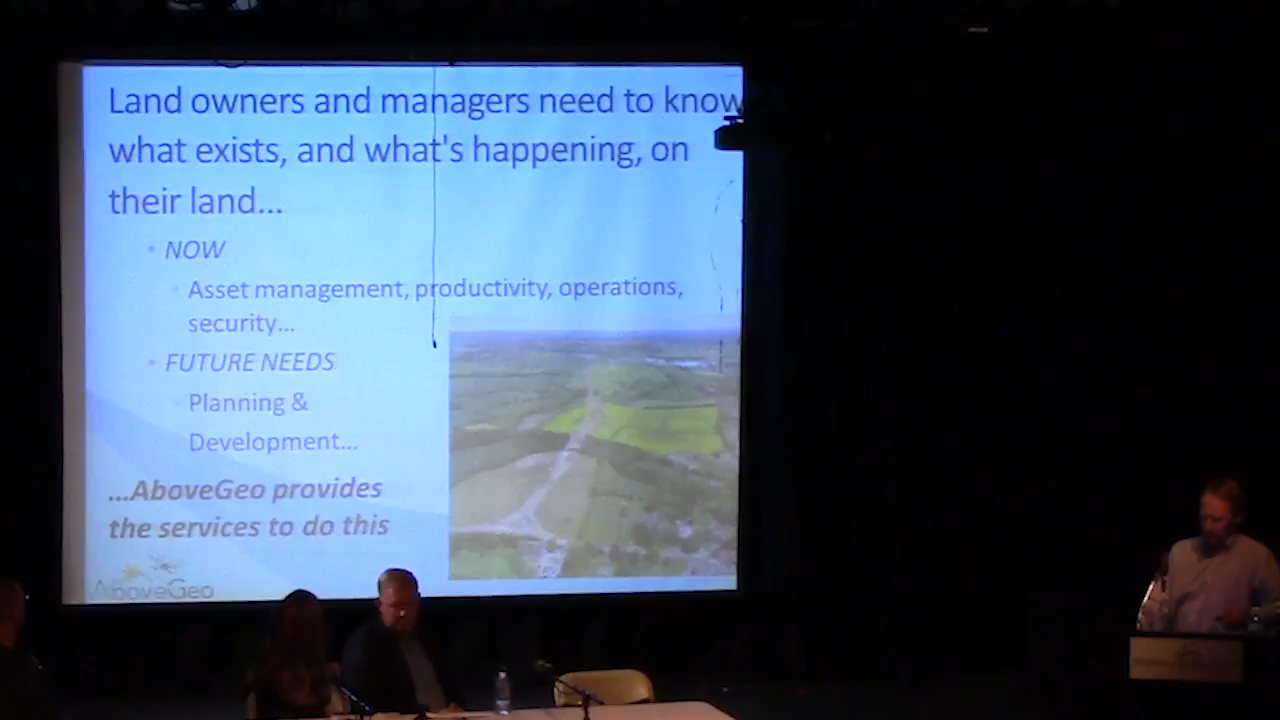 Land owners and managers need to know
what exists, and what's happening, on
their land...
• NOW
• Asset management, productivity, operations,
security...
• FUTURE NEEDS
Planning &
Development...
...AboveGeo provides
the services to do this
AboveGeo